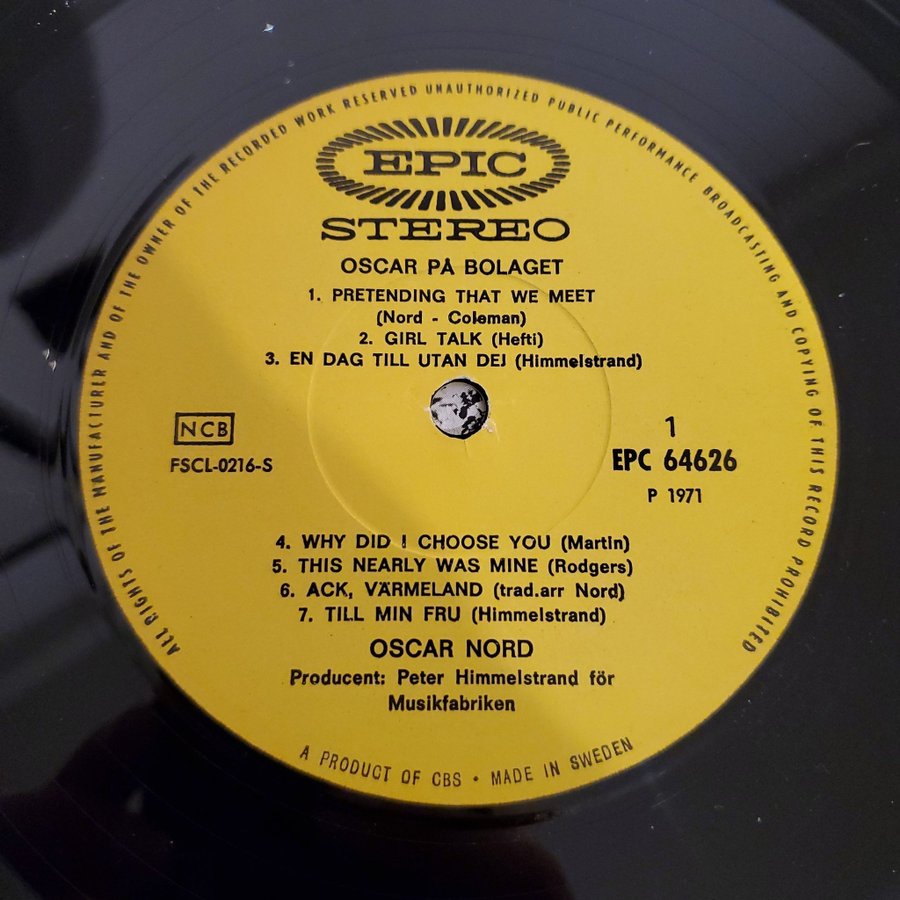 ALL RIGHTS OF THE MANUFACTURER AND OF THE OWNER OF THE RECORDED WORK RESERVED UNAUTHORIZED PUBLIC PERFORMANCE BROADCASTING AND COPYING OF THIS RECORD PROHIBITED
EPIC
STEREO
OSCAR PÅ BOLAGET
1. PRETENDING THAT WE MEET
(Nord - Coleman)
2. GIRL TALK (Hefti)
3. EN DAG TILL UTAN DEJ (Himmelstrand)
NCB
FSCL-0216-S
1
EPC 64626
P 1971
4. WHY DID I CHOOSE YOU (Martin)
5. THIS NEARLY WAS MINE (Rodgers)
6. ACK, VÄRMELAND (trad.arr Nord)
7. TILL MIN FRU (Himmelstrand)
OSCAR NORD
Producent: Peter Himmelstrand för
Musikfabriken
A PRODUCT OF CBS • MADE IN SWEDEN